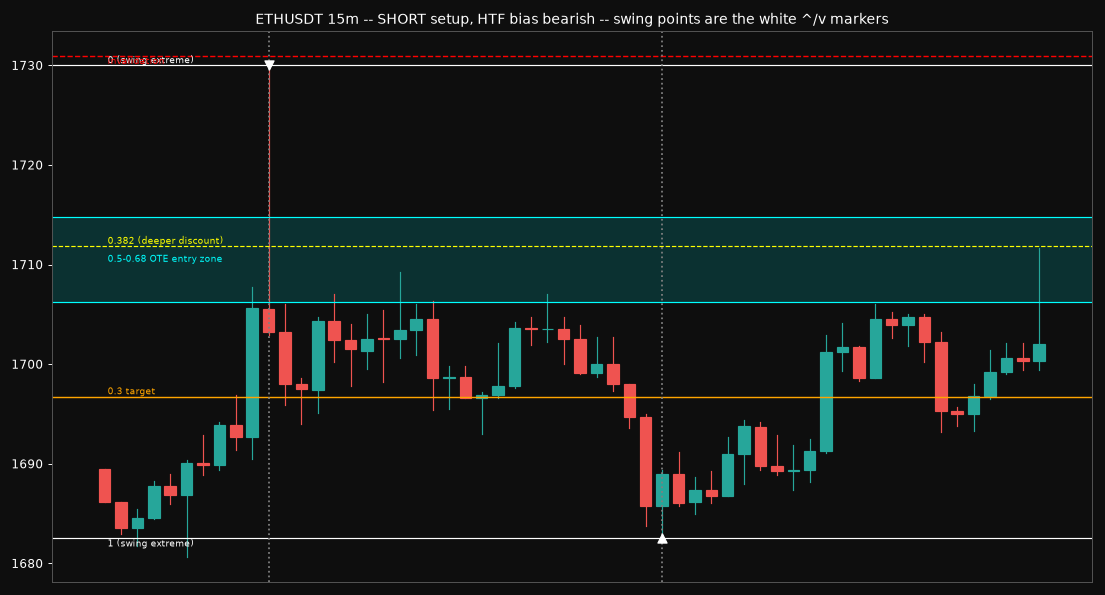 ETHUSDT 15m -- SHORT setup, HTF bias bearish -- swing points are the white ^/v markers
1730
0 (swing extreme)
1720
0.382 (deeper discount)
1710
0.5-0.68 OTE entry zone
1700
0.3 target
1690
1 (swing extreme)
1680